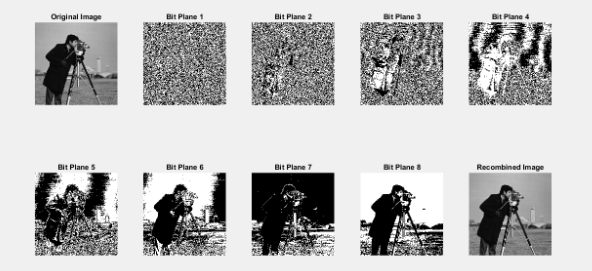 Original Image
Bit Plane 1
Bit Plane 2
Bit Plane 3
Bit Plane 4
Bit Plane 5
Bit Plane 6
Bit Plane 7
Bit Plane 8
Recombined Image